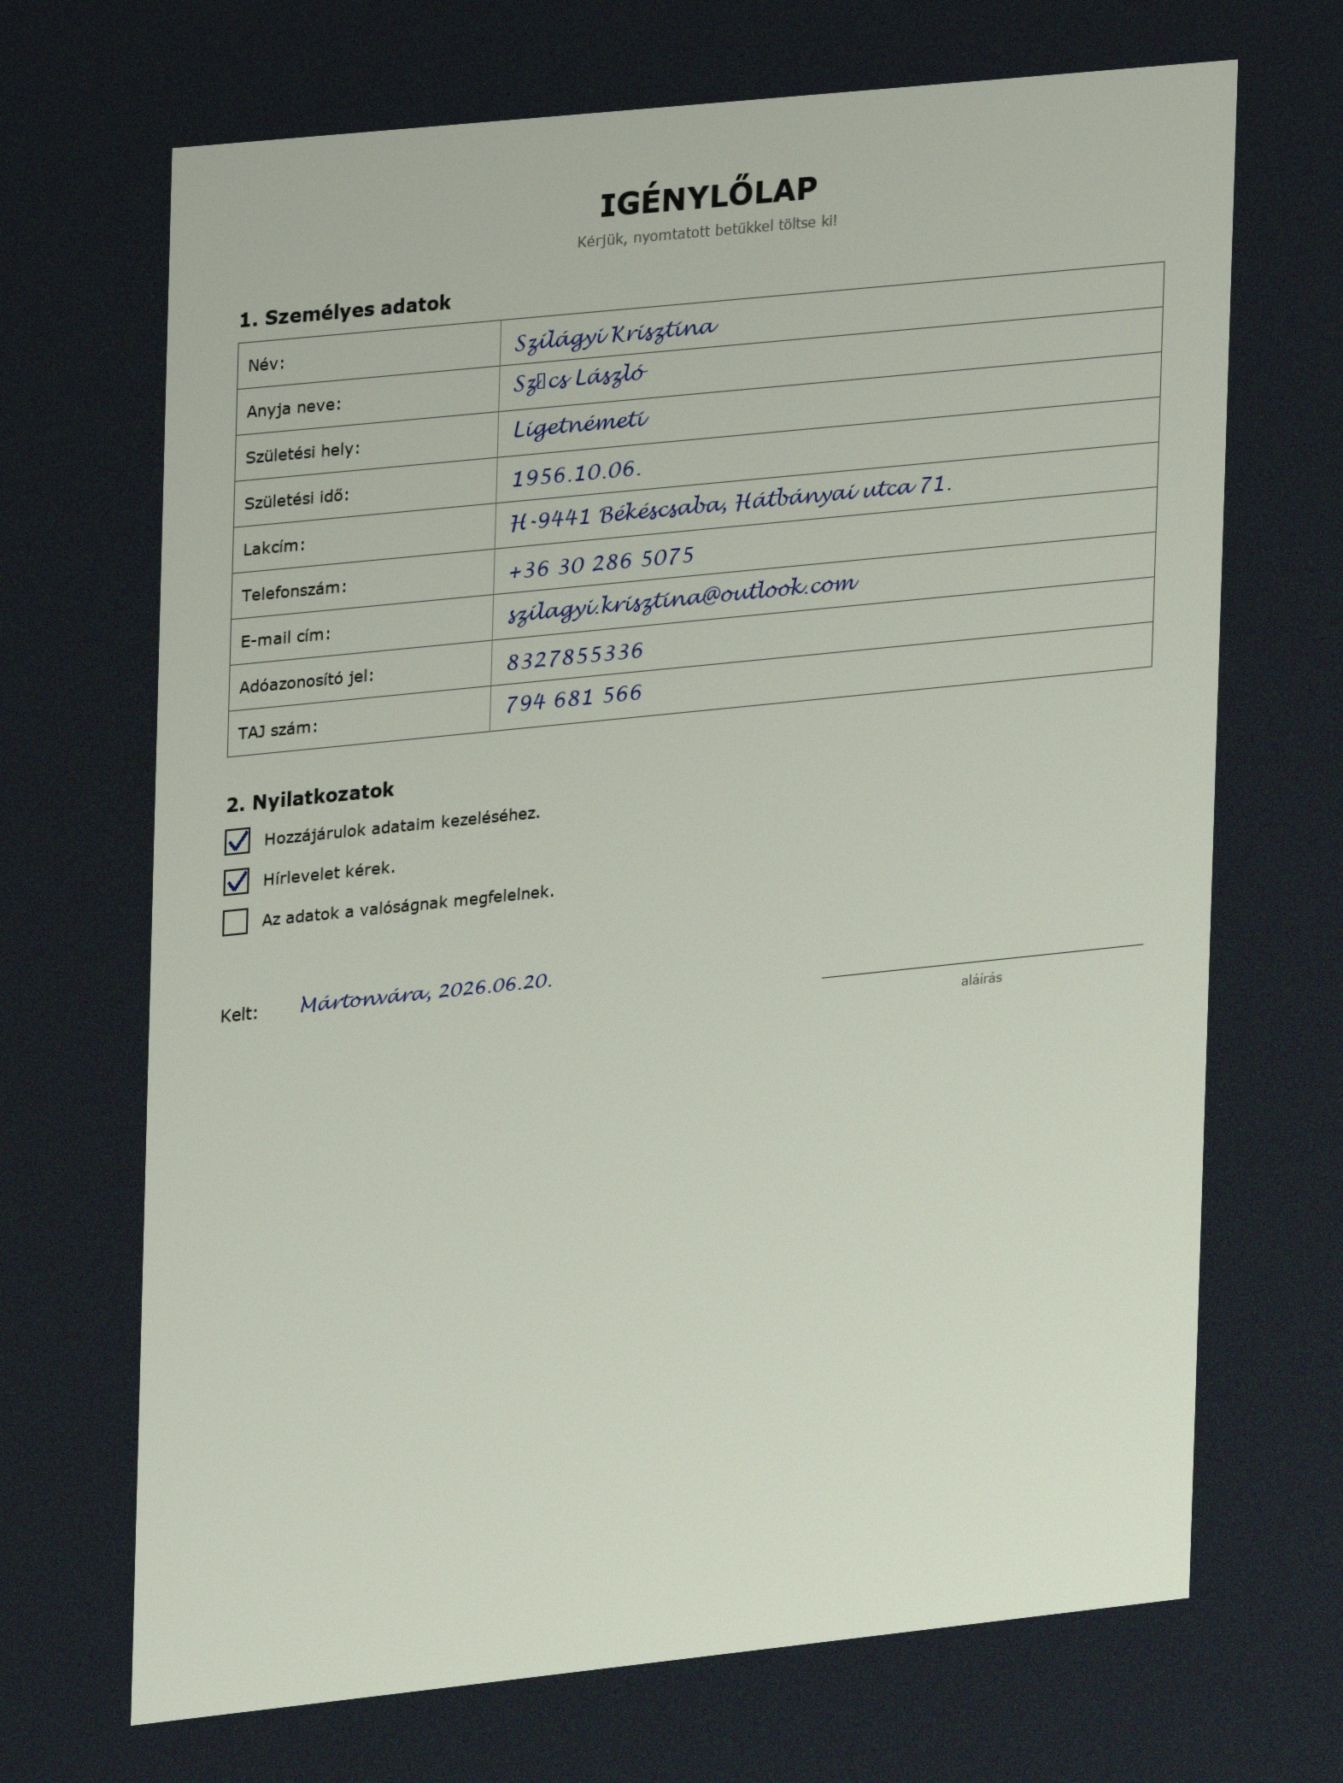 IGÉNYLŐLAP
Kérjük, nyomtatott betűkkel töltse ki!
1. Személyes adatok
Név: Szilágyi Krisztina
Anyja neve: László
Születési hely: Ligetnémeti
Születési idő: 1956.10.06.
Lakcím: H-9441 Békéscsaba, Hátbányai utca 71.
Telefonszám: +36 30 286 5075
E-mail cím: szilagyi.krisztina@outlook.com
Adóazonosító jel: 8327855336
TAJ szám: 794 681 566
2. Nyilatkozatok
Hozzájárulok adataim kezeléséhez.
Hírlevelet kérek.
Az adatok a valóságnak megfelelnek.
Kelt: Mártonvára, 2026.06.20.
aláírás